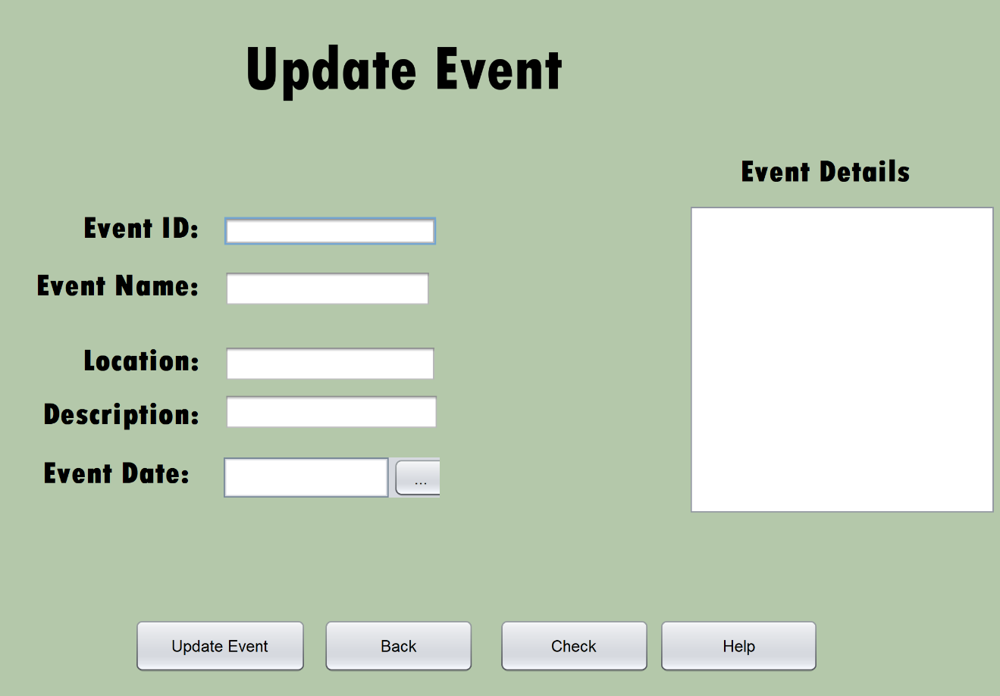 Update Event
Event Details
Event ID:
Event Name:
Location:
Description:
Event Date:
...
Update Event
Back
Check
Help